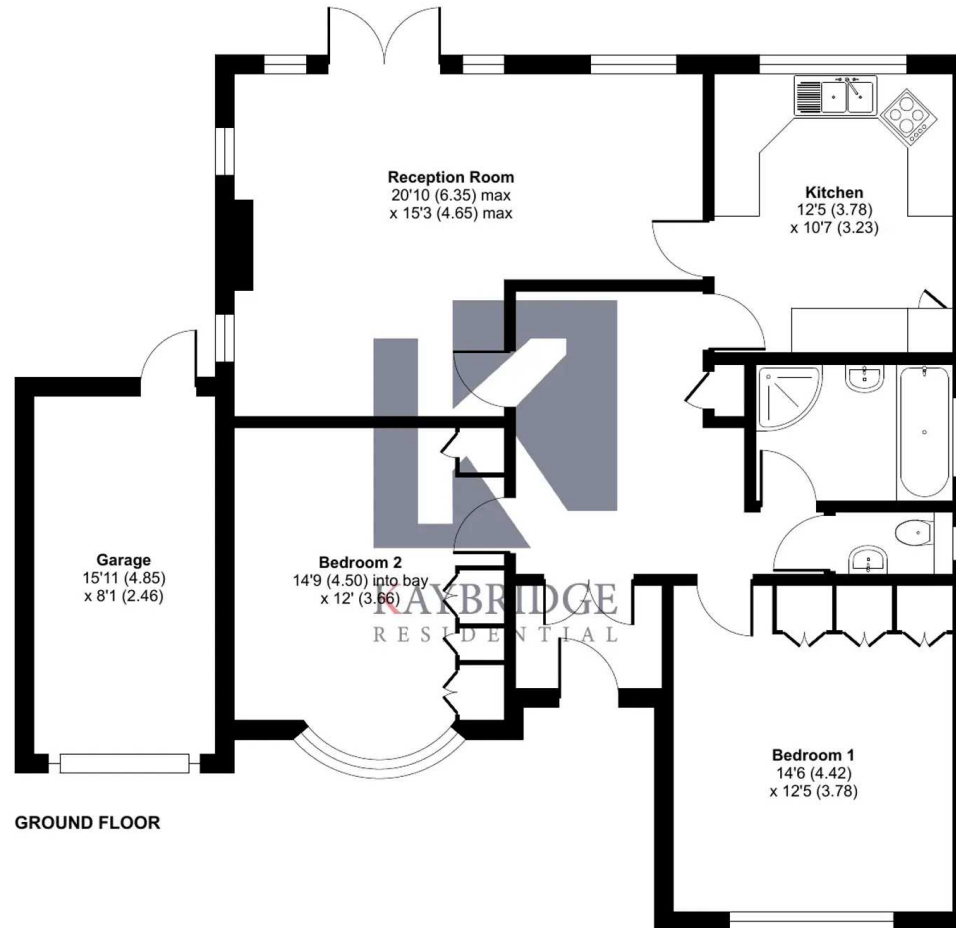 Reception Room
20'10 (6.35) max
x 15'3 (4.65) max
Kitchen
12'5 (3.78)
x 10'7 (3.23)
Garage
15'11 (4.85)
x 8'1 (2.46)
Bedroom 2
14'9 (4.50) into bay
x 12' (3.66)
KAYBRIDGE
RESIDENTIAL
Bedroom 1
14'6 (4.42)
x 12'5 (3.78)
GROUND FLOOR